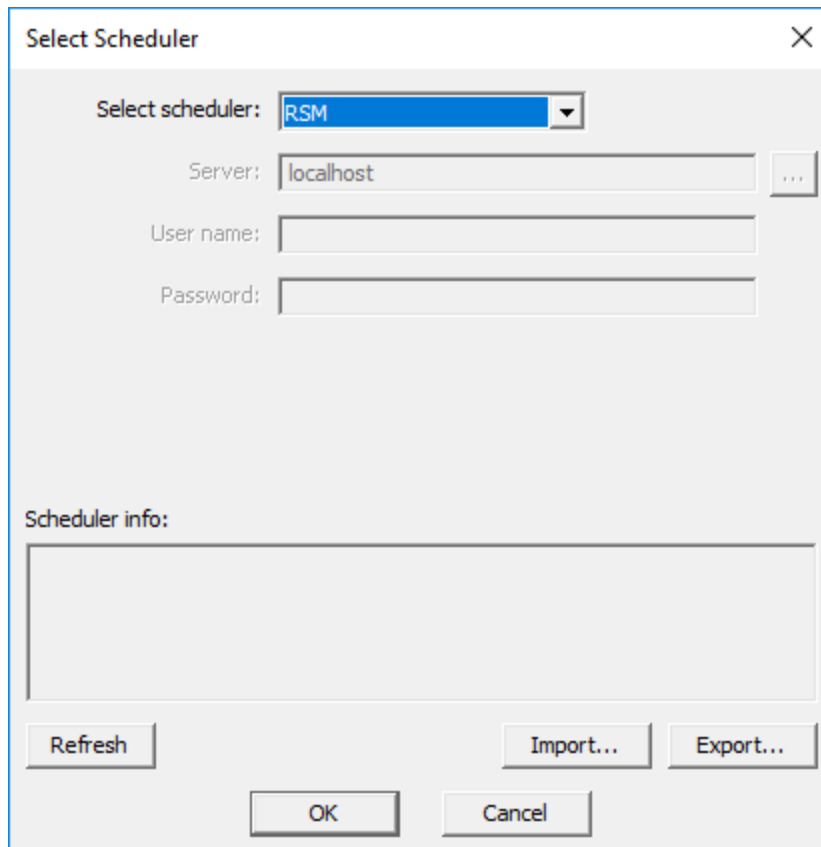 Select Scheduler
Select scheduler: RSM
Server: localhost ...
User name:
Password:
Scheduler info:
Refresh Import... Export...
OK Cancel